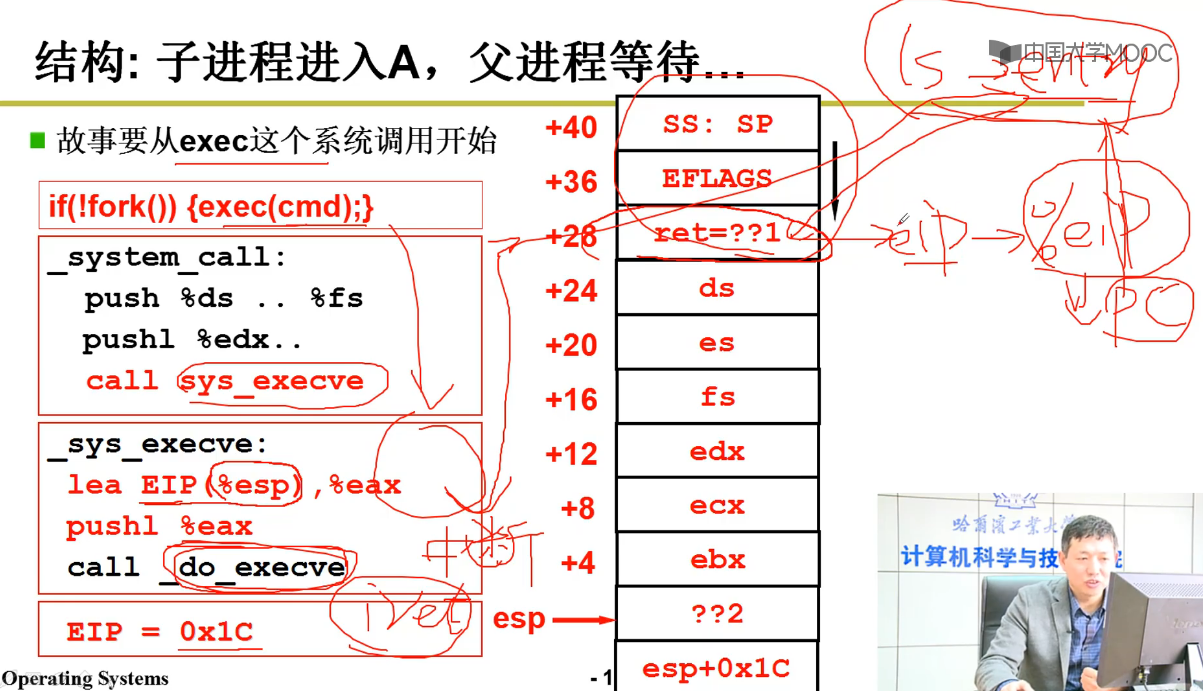 结构: 子进程进入A，父进程等待...
中国大学MOOC
ls
■ 故事要从exec这个系统调用开始
if(!fork()) {exec(cmd);}
_system_call:
push %ds .. %fs
pushl %edx..
call sys_execve
_sys_execve:
lea EIP(%esp),%eax
pushl %eax
call _do_execve
EIP = 0x1C
中断
iret
+40 SS: SP
+36 EFLAGS
+28 ret=??1
+24 ds
+20 es
+16 fs
+12 edx
+8 ecx
+4 ebx
esp ??2
esp+0x1C
eip
%eip
PC
哈尔滨工业大学
计算机科学与技
院
Operating Systems
- 1